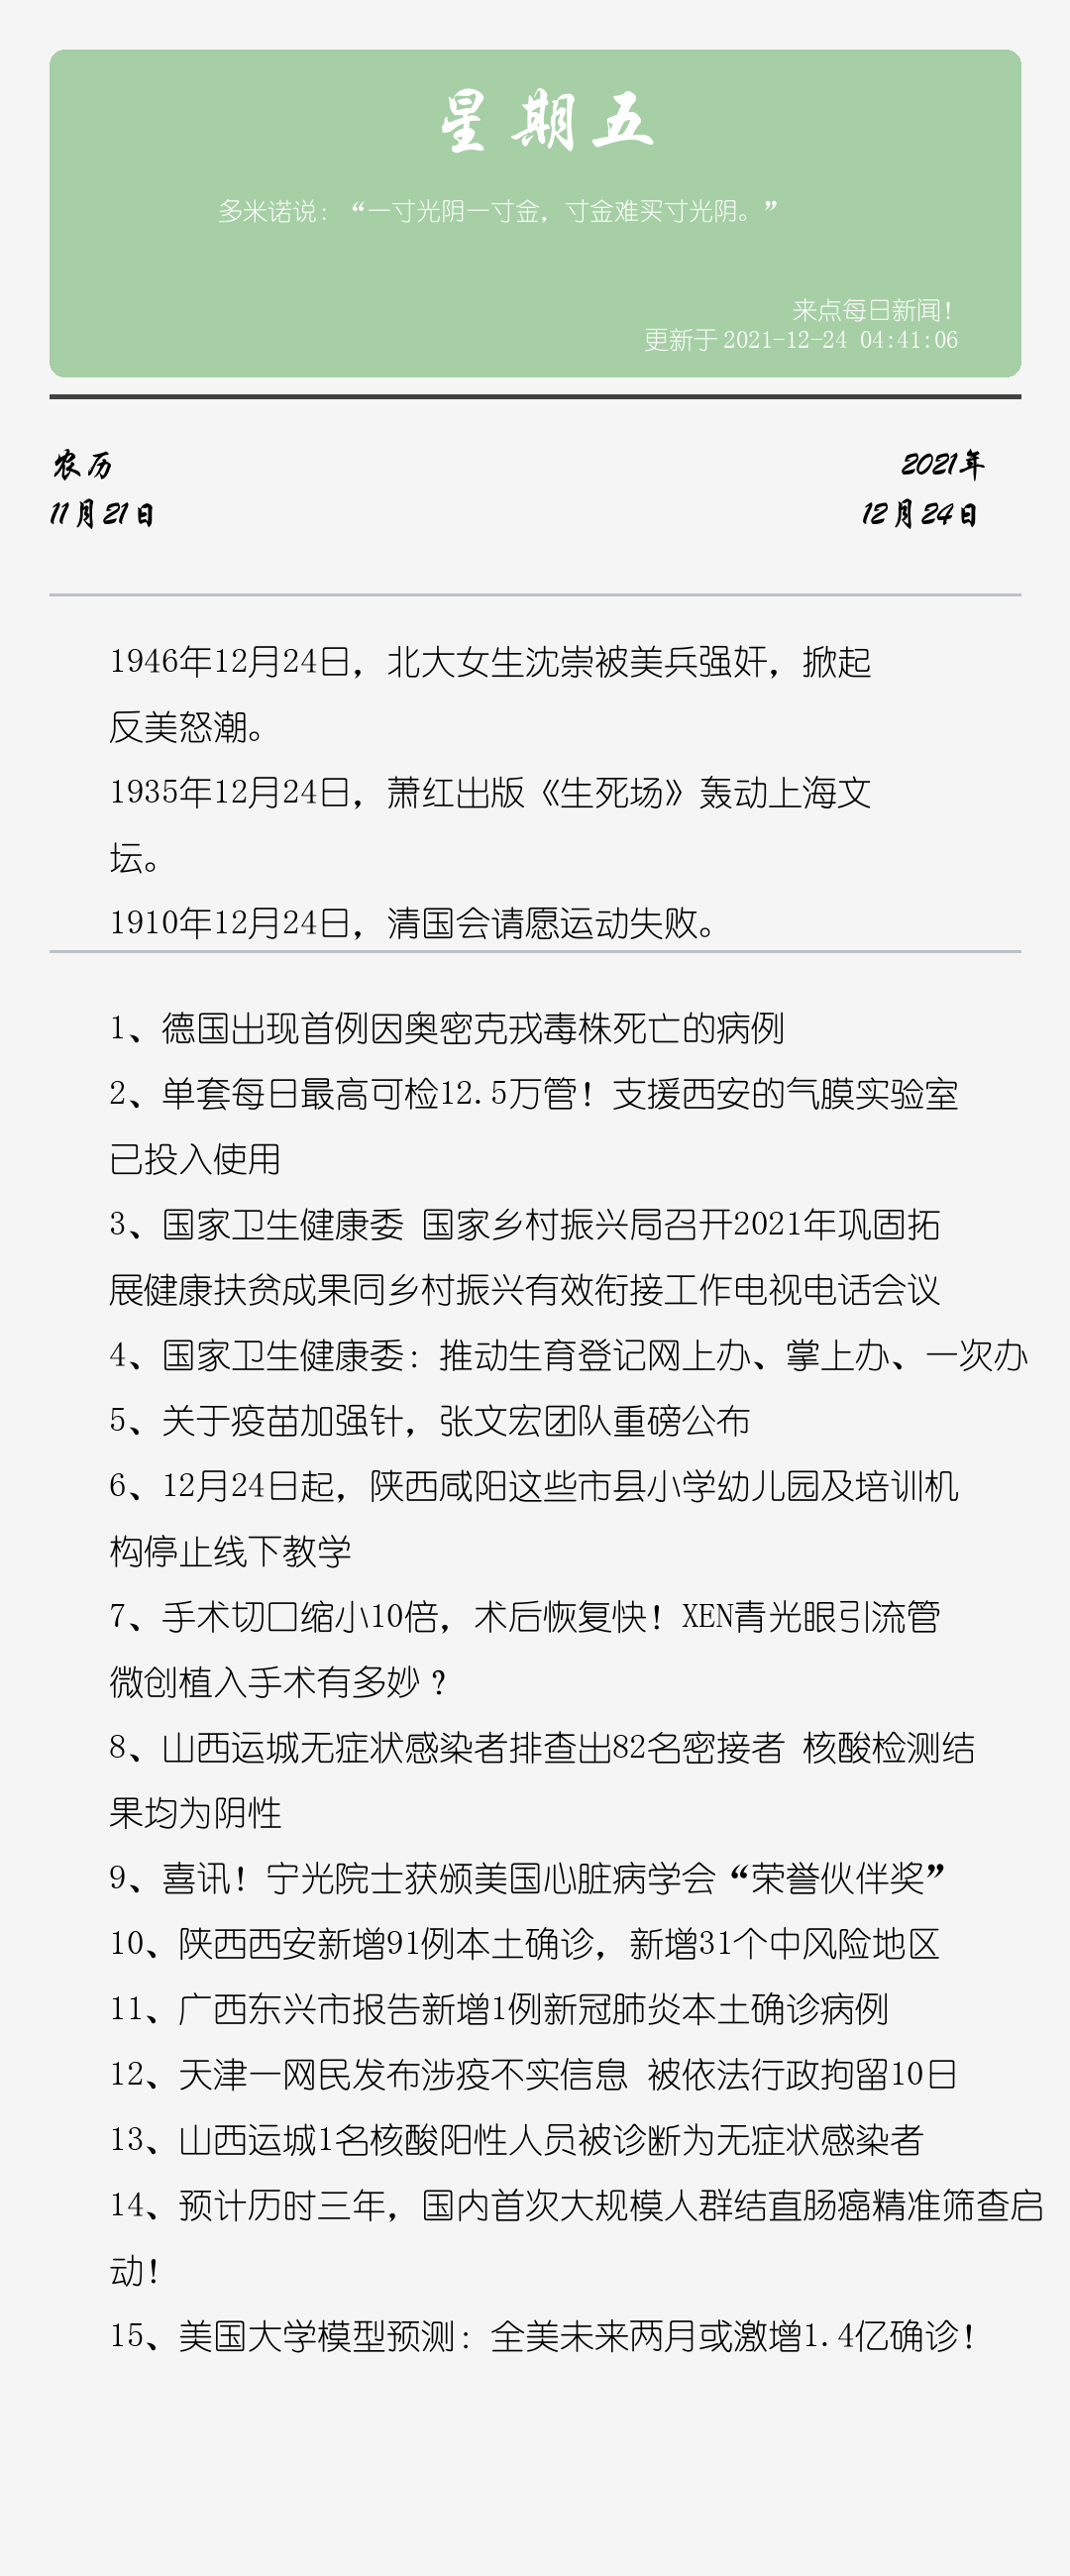 星期五
多米诺说：“一寸光阴一寸金，寸金难买寸光阴。”
来点每日新闻！
更新于 2021-12-24 04:41:06
农历
2021年
11月21日
12月24日
1946年12月24日，北大女生沈崇被美兵强奸，掀起
反美怒潮。
1935年12月24日，萧红出版《生死场》轰动上海文
坛。
1910年12月24日，清国会请愿运动失败。
1、德国出现首例因奥密克戎毒株死亡的病例
2、单套每日最高可检12.5万管！支援西安的气膜实验室
已投入使用
3、国家卫生健康委 国家乡村振兴局召开2021年巩固拓
展健康扶贫成果同乡村振兴有效衔接工作电视电话会议
4、国家卫生健康委：推动生育登记网上办、掌上办、一次办
5、关于疫苗加强针，张文宏团队重磅公布
6、12月24日起，陕西咸阳这些市县小学幼儿园及培训机
构停止线下教学
7、手术切口缩小10倍，术后恢复快！XEN青光眼引流管
微创植入手术有多妙？
8、山西运城无症状感染者排查出82名密接者 核酸检测结
果均为阴性
9、喜讯！宁光院士获颁美国心脏病学会“荣誉伙伴奖”
10、陕西西安新增91例本土确诊，新增31个中风险地区
11、广西东兴市报告新增1例新冠肺炎本土确诊病例
12、天津一网民发布涉疫不实信息 被依法行政拘留10日
13、山西运城1名核酸阳性人员被诊断为无症状感染者
14、预计历时三年，国内首次大规模人群结直肠癌精准筛查启
动！
15、美国大学模型预测：全美未来两月或激增1.4亿确诊！